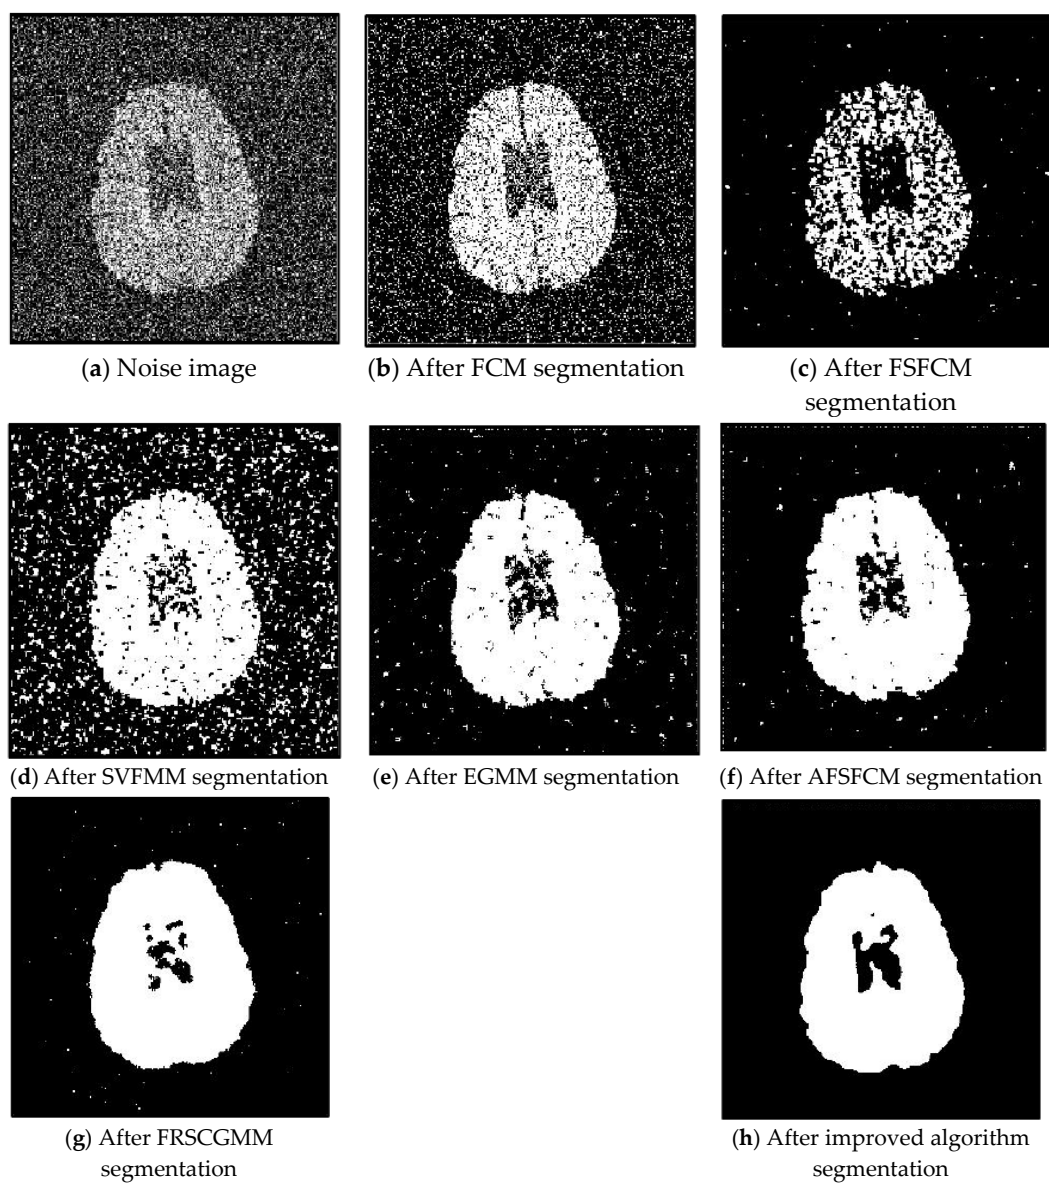 (a) Noise image
(b) After FCM segmentation
(c) After FSFCM
segmentation
(d) After SVFMM segmentation
(e) After EGMM segmentation
(f) After AFSFCM segmentation
(g) After FRSCGMM
segmentation
(h) After improved algorithm
segmentation